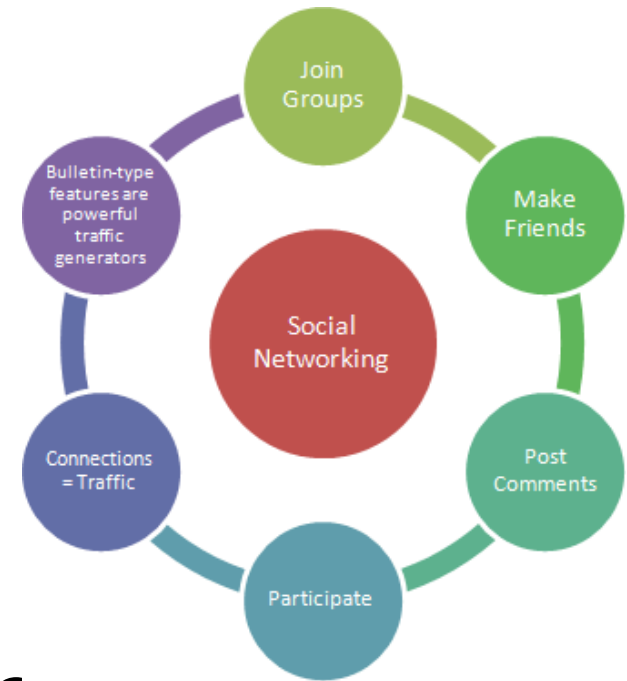 Join
Groups
Make
Friends
Post
Comments
Participate
Connections
= Traffic
Bulletin-type
features are
powerful
traffic
generators
Social
Networking